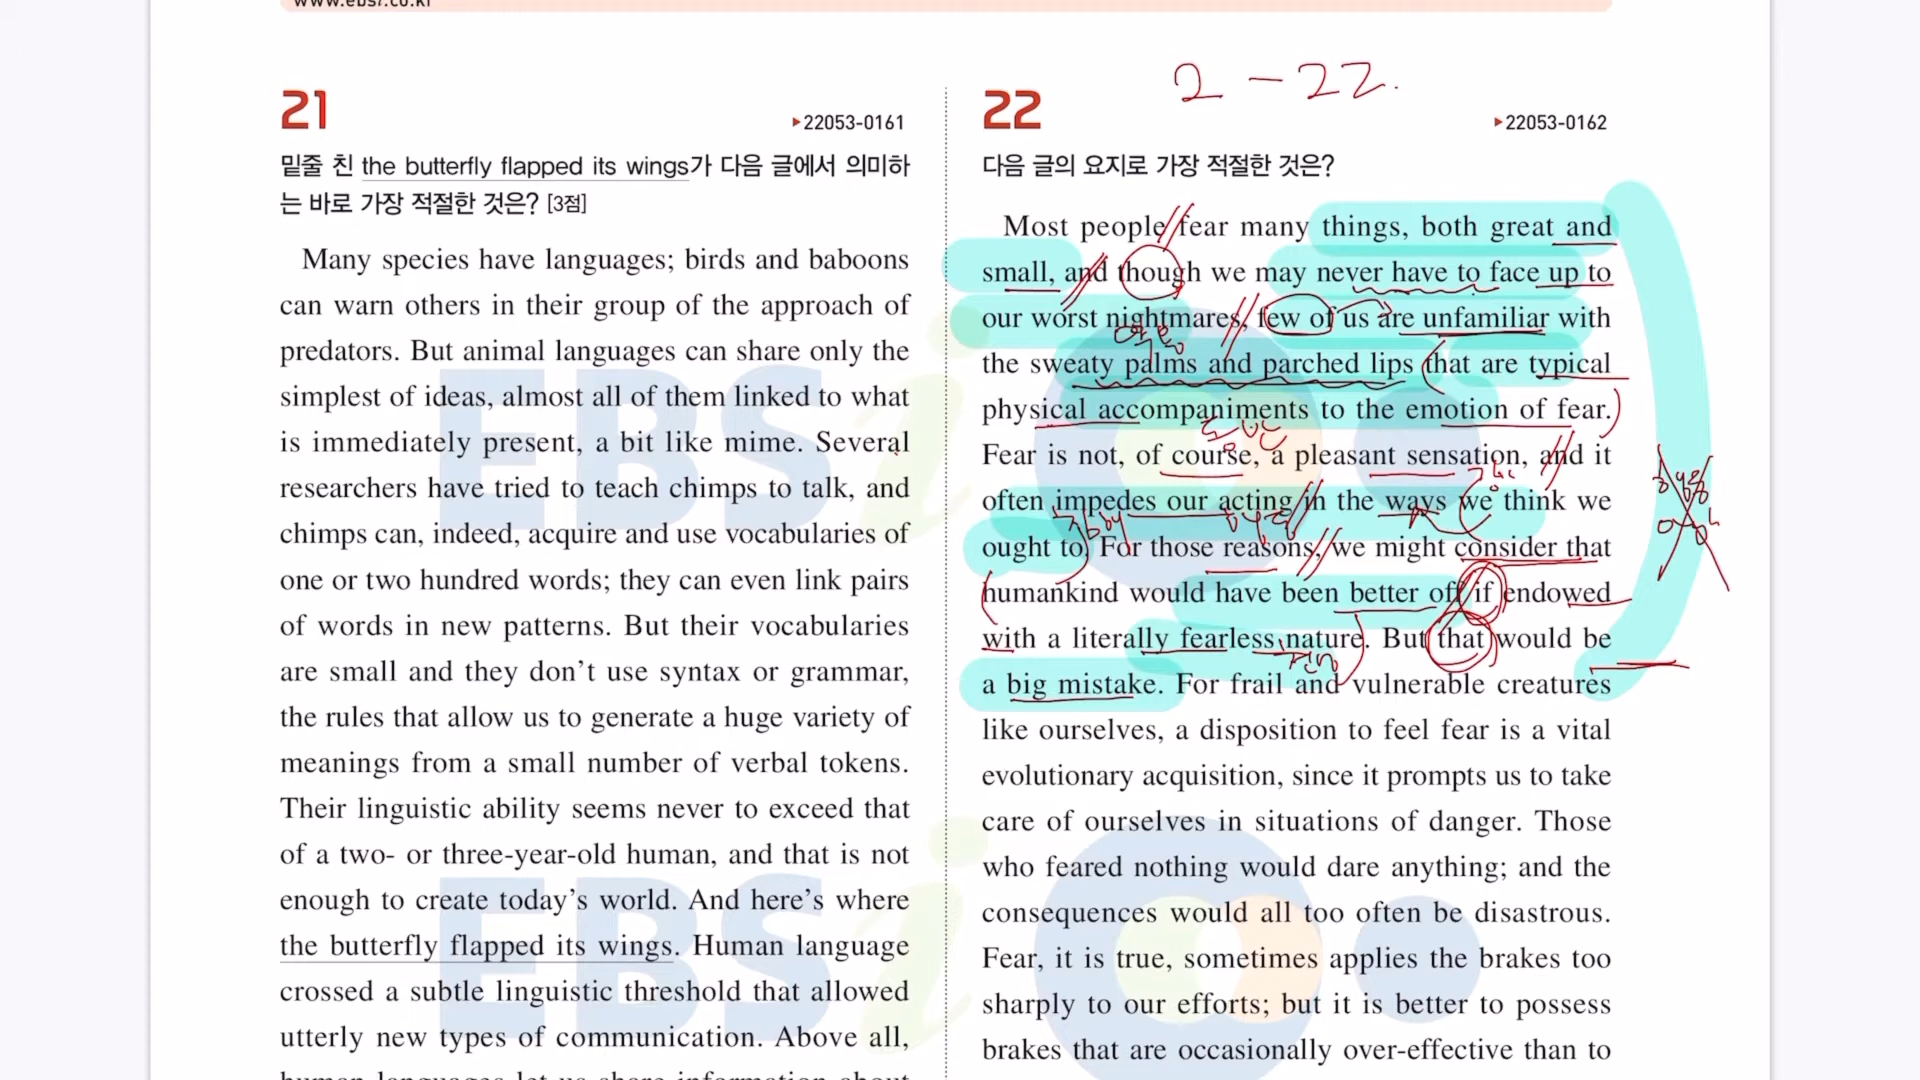 www.ebsi.co.kr
21
▶22053-0161
밑줄 친 the butterfly flapped its wings가 다음 글에서 의미하
는 바로 가장 적절한 것은? [3점]
Many species have languages; birds and baboons
can warn others in their group of the approach of
predators. But animal languages can share only the
simplest of ideas, almost all of them linked to what
is immediately present, a bit like mime. Several
researchers have tried to teach chimps to talk, and
chimps can, indeed, acquire and use vocabularies of
one or two hundred words; they can even link pairs
of words in new patterns. But their vocabularies
are small and they don’t use syntax or grammar,
the rules that allow us to generate a huge variety of
meanings from a small number of verbal tokens.
Their linguistic ability seems never to exceed that
of a two- or three-year-old human, and that is not
enough to create today’s world. And here’s where
the butterfly flapped its wings. Human language
crossed a subtle linguistic threshold that allowed
utterly new types of communication. Above all,
human languages let us share information about
2-22.
22
▶22053-0162
다음 글의 요지로 가장 적절한 것은?
Most people fear many things, both great and
small, and though we may never have to face up to
our worst nightmares, few of us are unfamiliar with
the sweaty palms and parched lips that are typical
physical accompaniments to the emotion of fear.
Fear is not, of course, a pleasant sensation, and it
often impedes our acting in the ways we think we
ought to. For those reasons, we might consider that
humankind would have been better off if endowed
with a literally fearless nature. But that would be
a big mistake. For frail and vulnerable creatures
like ourselves, a disposition to feel fear is a vital
evolutionary acquisition, since it prompts us to take
care of ourselves in situations of danger. Those
who feared nothing would dare anything; and the
consequences would all too often be disastrous.
Fear, it is true, sometimes applies the brakes too
sharply to our efforts; but it is better to possess
brakes that are occasionally over-effective than to
EBSi
EBSi